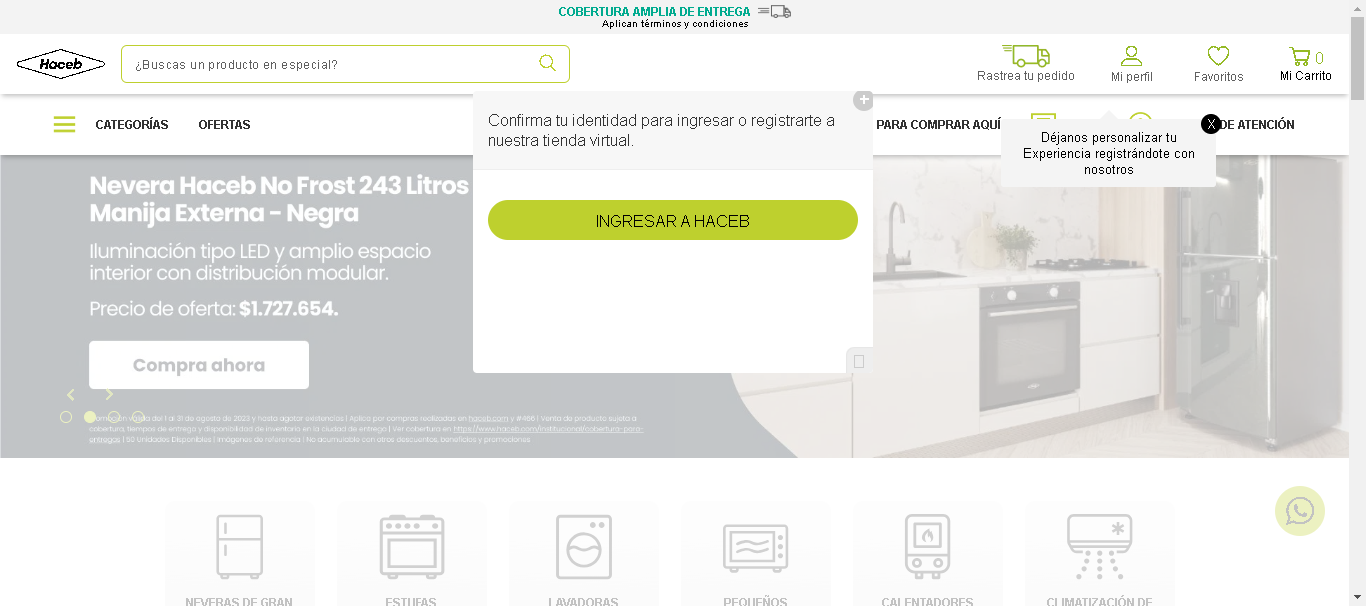 COBERTURA AMPLIA DE ENTREGA
Aplican términos y condiciones
Haceb
¿Buscas un producto en especial?
Rastrea tu pedido
Mi perfil
Favoritos
0
Mi Carrito
CATEGORÍAS
OFERTAS
PARA COMPRAR AQUÍ
DE ATENCIÓN
Confirma tu identidad para ingresar o registrarte a
nuestra tienda virtual.
INGRESAR A HACEB
X
Déjanos personalizar tu
Experiencia registrándote con
nosotros
Nevera Haceb No Frost 243 Litros
Manija Externa - Negra
Iluminación tipo LED y amplio espacio
interior con distribución modular.
Precio de oferta: $1.727.654.
Compra ahora
del 1 al 31 de agosto de 2023 y hasta agotar existencias | Aplica por compras realizadas en haceb.com y #466 | Venta de producto sujeta a
cobertura, tiempos de entrega y disponibilidad de inventario en la ciudad de entrega | Ver cobertura en https://www.haceb.com/institucional/cobertura-para-
entregas | 50 Unidades Disponibles | Imágenes de referencia | No acumulable con otros descuentos, beneficios y promociones
NEVERAS DE GRAN
ESTUFAS
LAVADORAS
PEQUEÑOS
CALENTADORES
CLIMATIZACIÓN DE